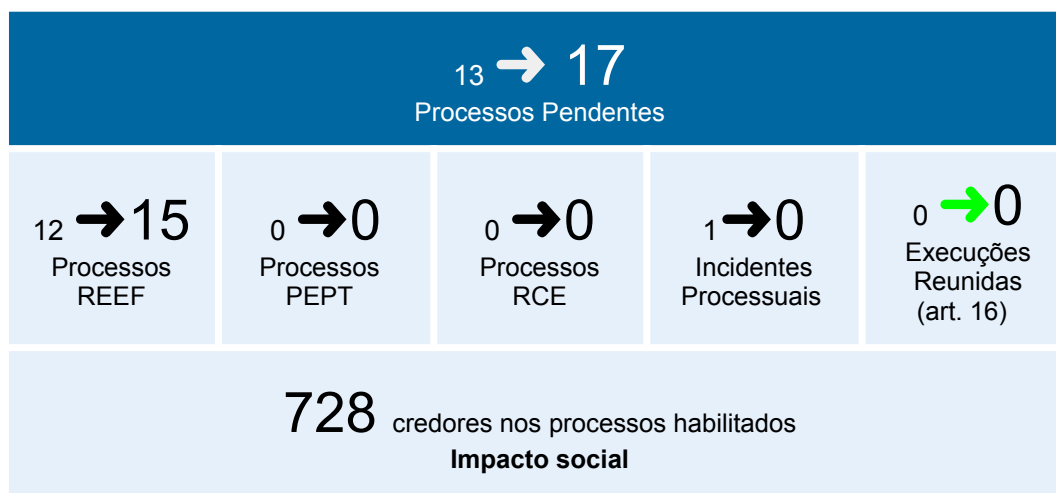 13 ➜ 17
Processos Pendentes
12 ➜ 15
Processos
REEF
0 ➜ 0
Processos
PEPT
0 ➜ 0
Processos
RCE
1 ➜ 0
Incidentes
Processuais
0 ➜ 0
Execuções
Reunidas
(art. 16)
728 credores nos processos habilitados
Impacto social